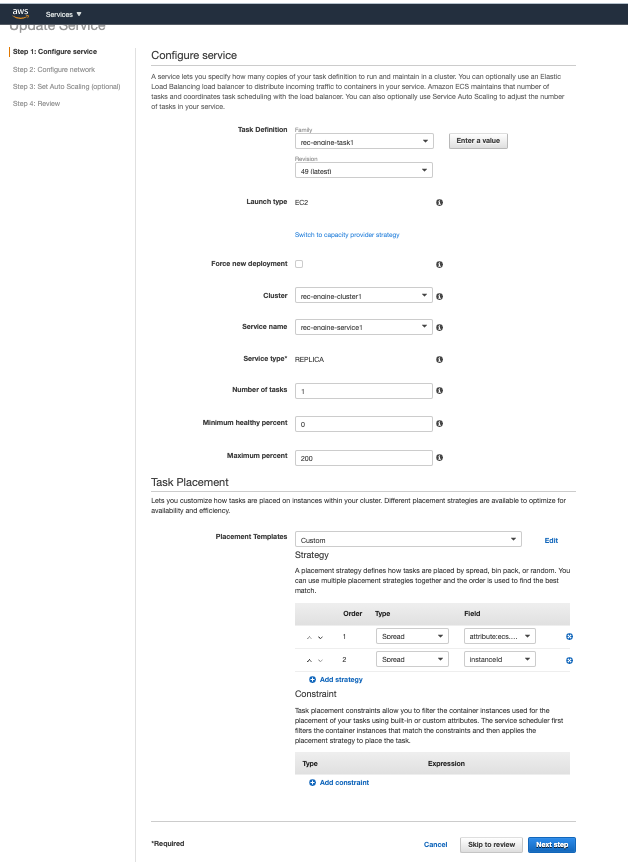 aws
Services
Update Service
Step 1: Configure service
Step 2: Configure network
Step 3: Set Auto Scaling (optional)
Step 4: Review
Configure service
A service lets you specify how many copies of your task definition to run and maintain in a cluster. You can optionally use an Elastic
Load Balancing load balancer to distribute incoming traffic to containers in your service. Amazon ECS maintains that number of
tasks and coordinates task scheduling with the load balancer. You can also optionally use Service Auto Scaling to adjust the number
of tasks in your service.
Task Definition
Family
rec-engine-task1
Enter a value
Revision
49 (latest)
Launch type
EC2
Switch to capacity provider strategy
Force new deployment
Cluster
rec-engine-cluster1
Service name
rec-engine-service1
Service type*
REPLICA
Number of tasks
1
Minimum healthy percent
0
Maximum percent
200
Task Placement
Lets you customize how tasks are placed on instances within your cluster. Different placement strategies are available to optimize for
availability and efficiency.
Placement Templates
Custom
Edit
Strategy
A placement strategy defines how tasks are placed by spread, bin pack, or random. You
can use multiple placement strategies together and the order is used to find the best
match.
Order Type Field
1 Spread attribute:ecs....
2 Spread instanceId
Add strategy
Constraint
Task placement constraints allow you to filter the container instances used for the
placement of your tasks using built-in or custom attributes. The service scheduler first
filters the container instances that match the constraints and then applies the
placement strategy to place the task.
Type Expression
Add constraint
*Required
Cancel
Skip to review
Next step